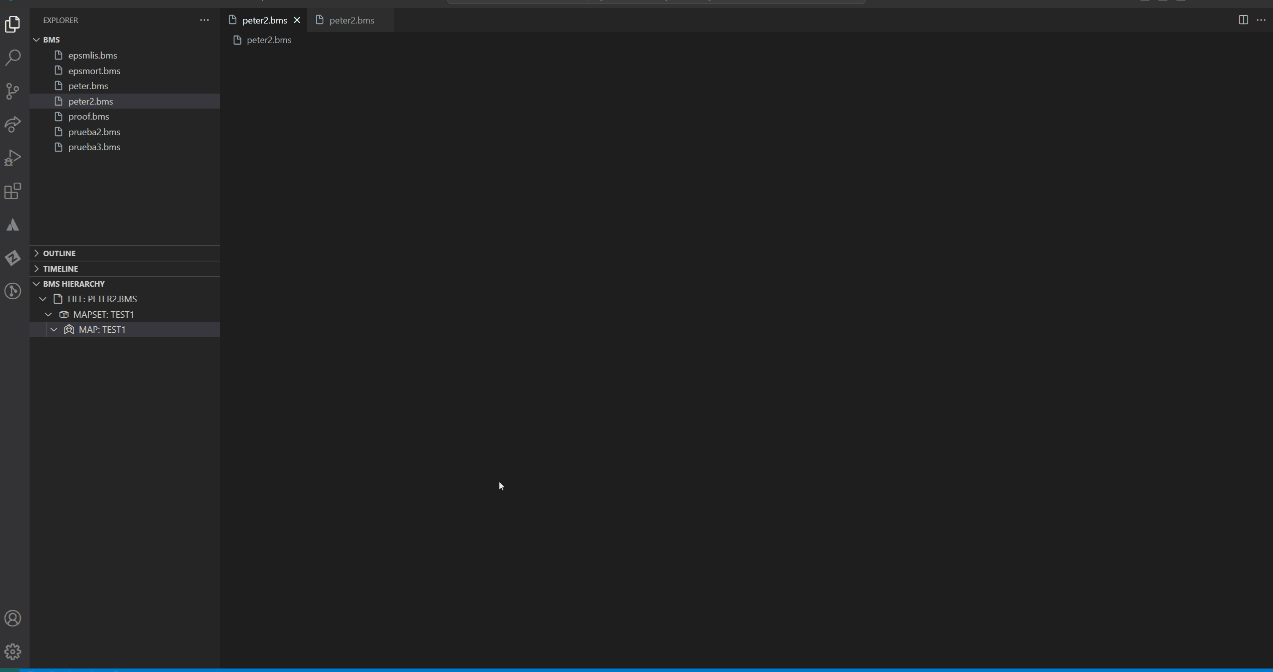 EXPLORER
BMS
epsmlis.bms
epsmort.bms
peter.bms
peter2.bms
proof.bms
prueba2.bms
prueba3.bms
OUTLINE
TIMELINE
BMS HIERARCHY
FILE: PETER2.BMS
MAPSET: TEST1
MAP: TEST1
peter2.bms
peter2.bms
peter2.bms